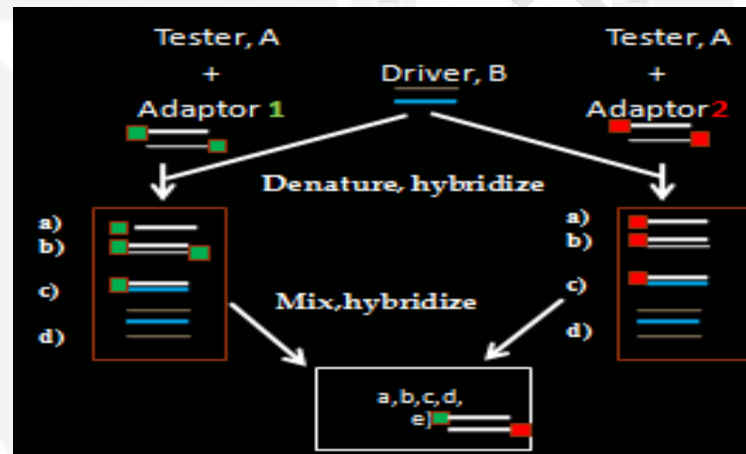 Tester, A
+
Adaptor 1
Driver, B
Tester, A
+
Adaptor 2
Denature, hybridize
a)
b)
c)
d)
a)
b)
c)
d)
Mix,hybridize
a,b,c,d,
e)